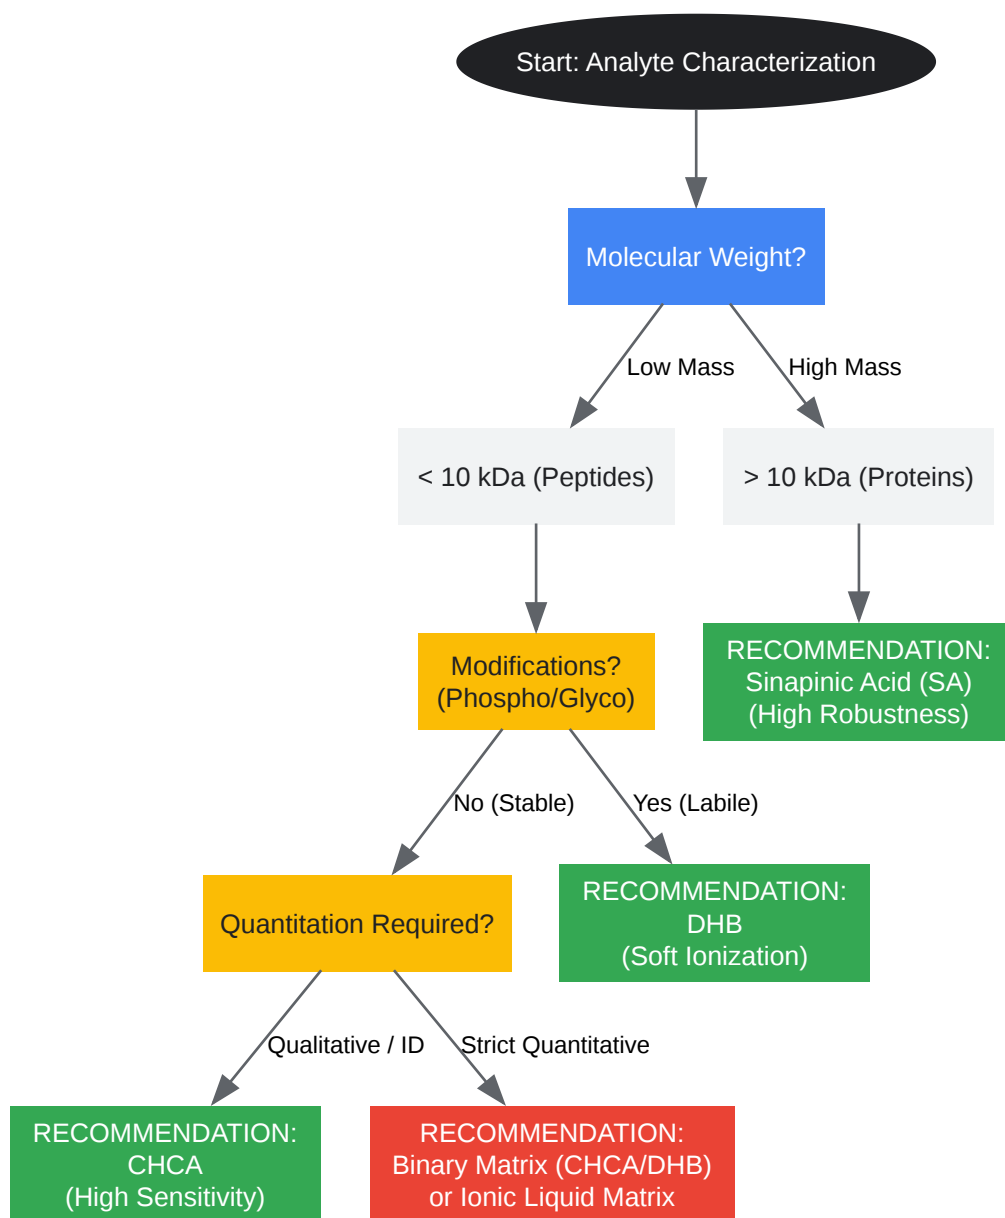 Start: Analyte Characterization
Molecular Weight?
Low Mass
High Mass
< 10 kDa (Peptides)
> 10 kDa (Proteins)
Modifications?
(Phospho/Glyco)
RECOMMENDATION:
Sinapinic Acid (SA)
(High Robustness)
No (Stable)
Yes (Labile)
Quantitation Required?
RECOMMENDATION:
DHB
(Soft Ionization)
Qualitative / ID
Strict Quantitative
RECOMMENDATION:
CHCA
(High Sensitivity)
RECOMMENDATION:
Binary Matrix (CHCA/DHB)
or Ionic Liquid Matrix